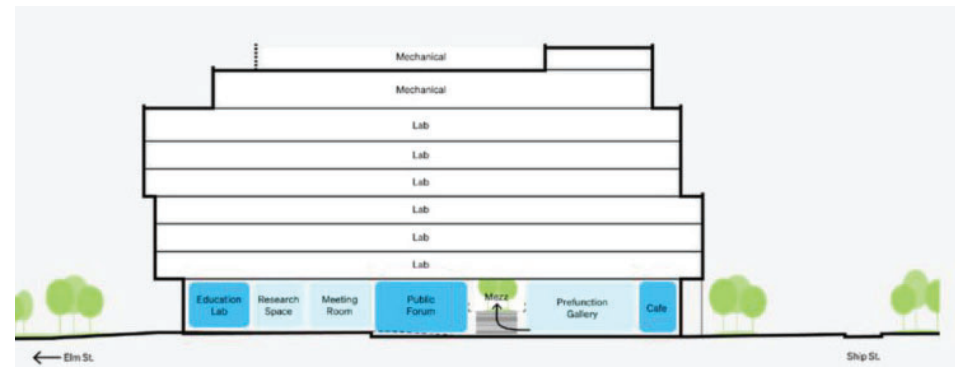 Mechanical
Mechanical
Lab
Lab
Lab
Lab
Lab
Lab
Education
Lab
Research
Space
Meeting
Room
Public
Forum
Mezz
Prefunction
Gallery
Cafe
Elm St.
Ship St.